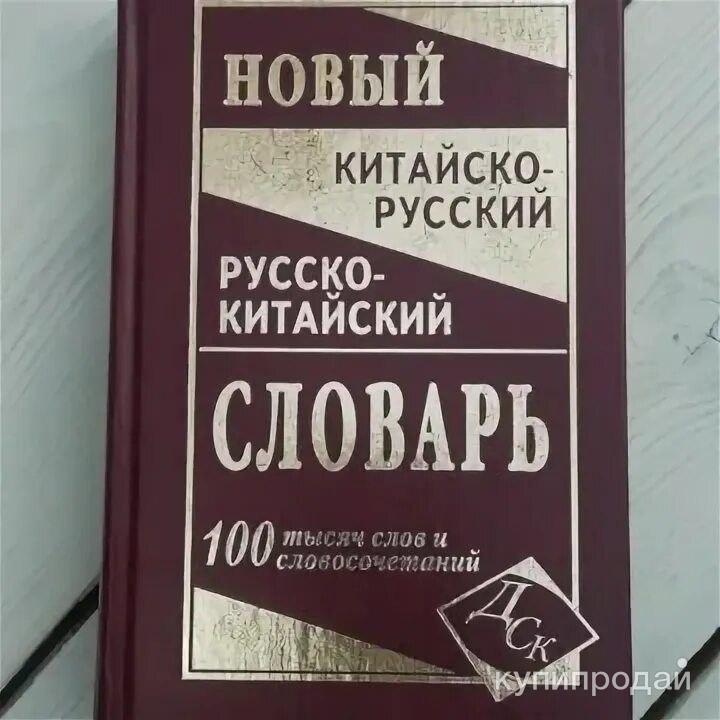 НОВЫЙ
КИТАЙСКО-
РУССКИЙ
РУССКО-
КИТАЙСКИЙ
СЛОВАРЬ
100 тысяч слов и
словосочетаний
ДСК
купипродай